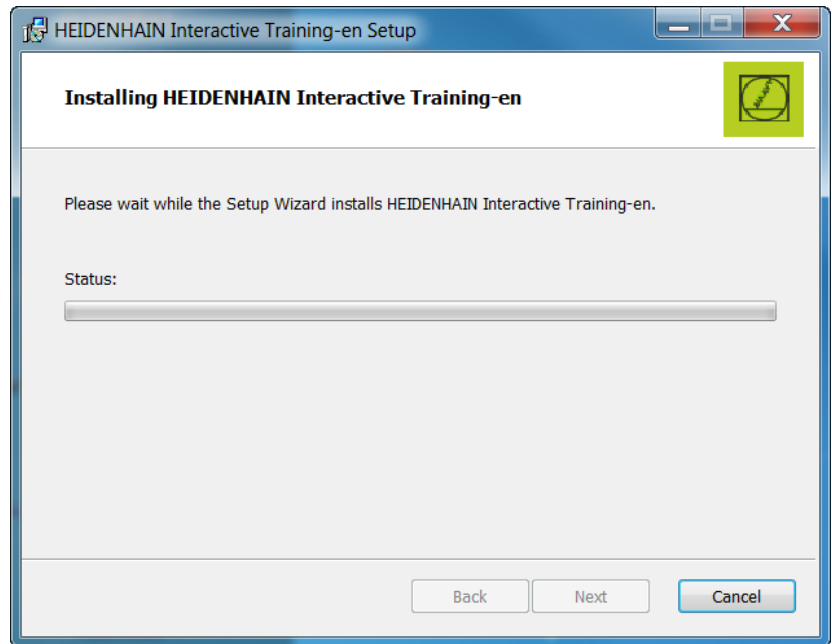 HEIDENHAIN Interactive Training-en Setup
Installing HEIDENHAIN Interactive Training-en
Please wait while the Setup Wizard installs HEIDENHAIN Interactive Training-en.
Status:
Back Next Cancel